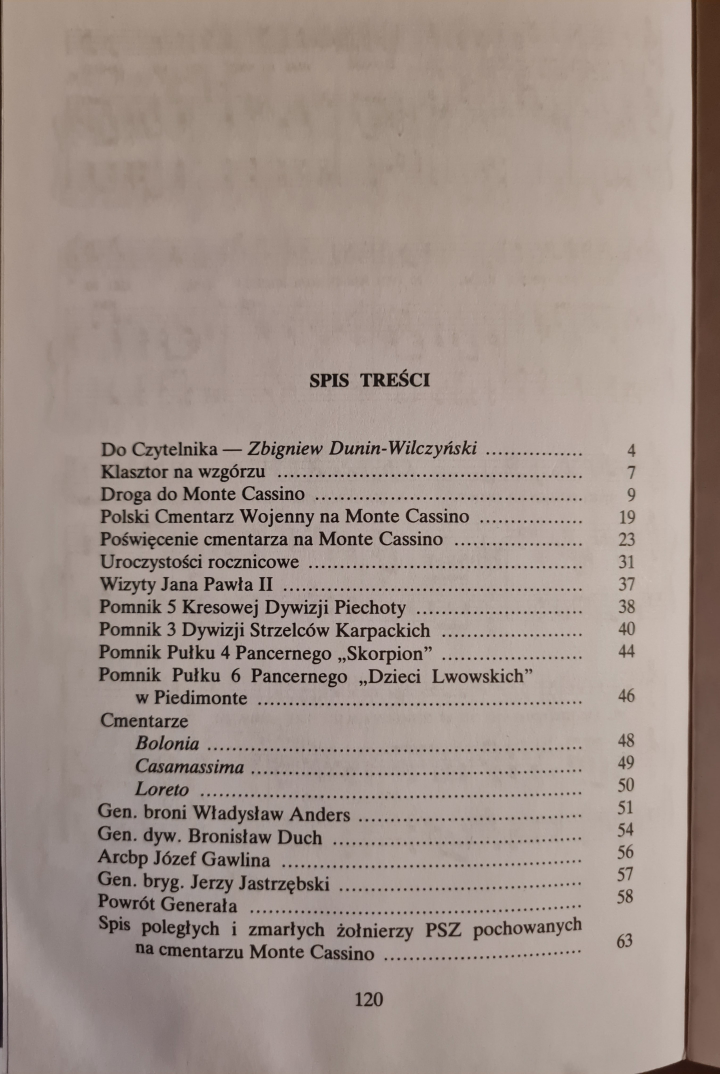 SPIS TREŚCI
Do Czytelnika — Zbigniew Dunin-Wilczyński ................ 4
Klasztor na wzgórzu ................ 7
Droga do Monte Cassino ................ 9
Polski Cmentarz Wojenny na Monte Cassino ................ 19
Poświęcenie cmentarza na Monte Cassino ................ 23
Uroczystości rocznicowe ................ 31
Wizyty Jana Pawła II ................ 37
Pomnik 5 Kresowej Dywizji Piechoty ................ 38
Pomnik 3 Dywizji Strzelców Karpackich ................ 40
Pomnik Pułku 4 Pancernego „Skorpion” ................ 44
Pomnik Pułku 6 Pancernego „Dzieci Lwowskich”
w Piedimonte ................ 46
Cmentarze
Bolonia ................ 48
Casamassima ................ 49
Loreto ................ 50
Gen. broni Władysław Anders ................ 51
Gen. dyw. Bronisław Duch ................ 54
Arcbp Józef Gawlina ................ 56
Gen. bryg. Jerzy Jastrzębski ................ 57
Powrót Generała ................ 58
Spis poległych i zmarłych żołnierzy PSZ pochowanych
na cmentarzu Monte Cassino ................ 63
120